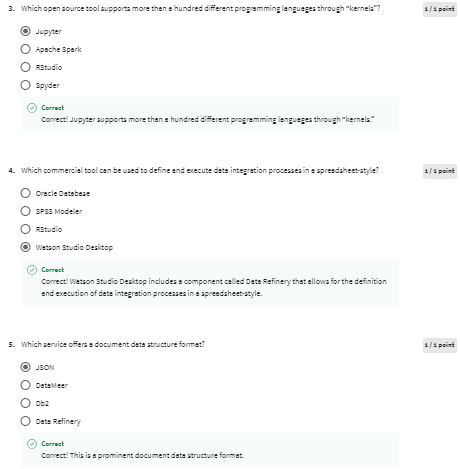 3. Which open source tool supports more than a hundred different programming languages through "kernels"?
1 / 1 point
Jupyter
Apache Spark
RStudio
Spyder
Correct
Correct! Jupyter supports more than a hundred different programming languages through "kernels."
4. Which commercial tool can be used to define and execute data integration processes in a spreadsheet-style?
1 / 1 point
Oracle Database
SPSS Modeler
RStudio
Watson Studio Desktop
Correct
Correct! Watson Studio Desktop includes a component called Data Refinery that allows for the definition
and execution of data integration processes in a spreadsheet-style.
5. Which service offers a document data structure format?
1 / 1 point
JSON
DataMeer
Db2
Data Refinery
Correct
Correct! This is a prominent document data structure format.